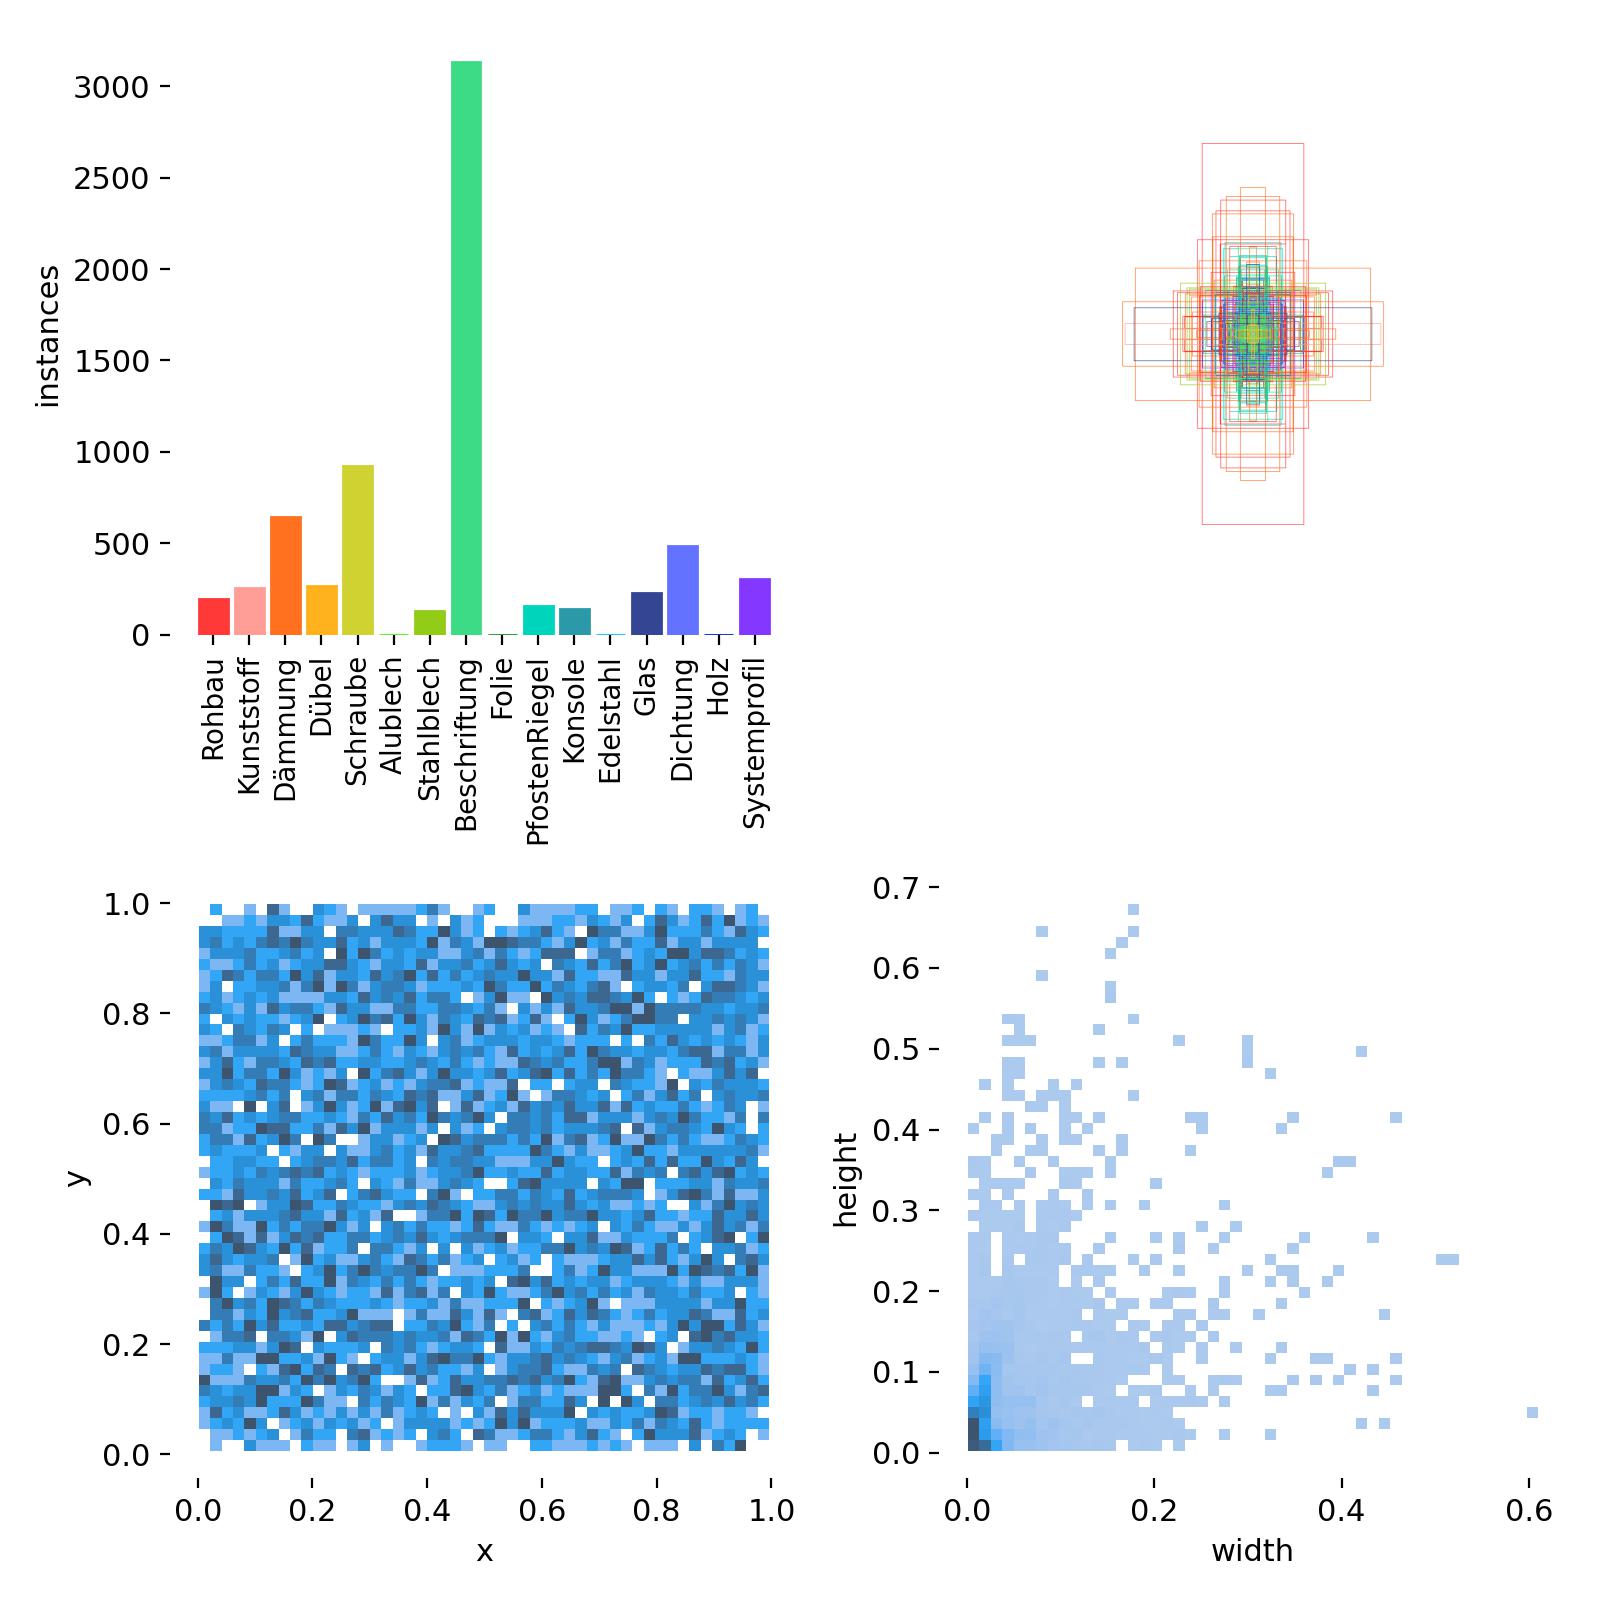 3000
2500
2000
1500
1000
500
0
instances
Rohbau
Kunststoff
Dämmung
Dübel
Schraube
Alublech
Stahlblech
Beschriftung
Folie
PfostenRiegel
Konsole
Edelstahl
Glas
Dichtung
Holz
Systemprofil
1.0
0.8
0.6
0.4
0.2
0.0
y
0.0 0.2 0.4 0.6 0.8 1.0
x
0.7
0.6
0.5
0.4
0.3
0.2
0.1
0.0
height
0.0 0.2 0.4 0.6
width